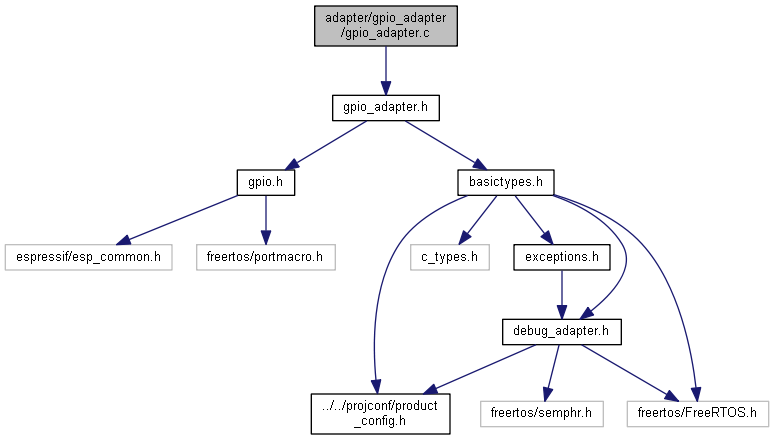 adapter/gpio_adapter
/gpio_adapter.c
gpio_adapter.h
gpio.h
basictypes.h
espressif/esp_common.h
freertos/portmacro.h
c_types.h
exceptions.h
debug_adapter.h
../../projconf/product
_config.h
freertos/semphr.h
freertos/FreeRTOS.h